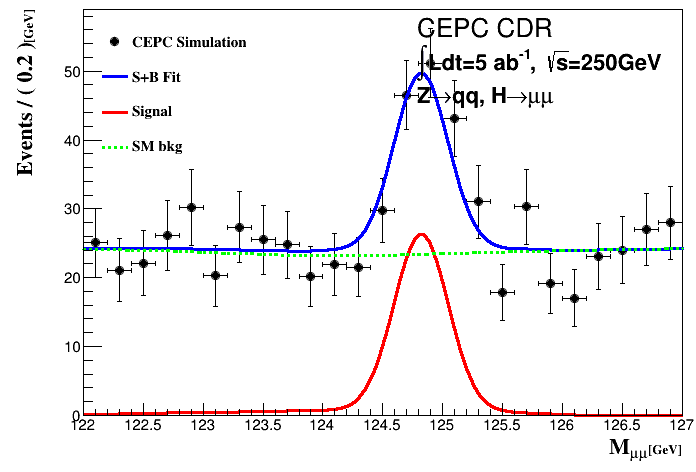 CEPC CDR
∫Ldt=5 ab⁻¹, √s=250GeV
Z→qq, H→μμ
CEPC Simulation
S+B Fit
Signal
SM bkg
Events / ( 0.2 )[GeV]
50
40
30
20
10
0
122 122.5 123 123.5 124 124.5 125 125.5 126 126.5 127
Mμμ[GeV]